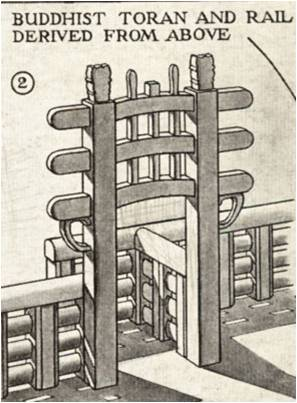 BUDDHIST TORAN AND RAIL
DERIVED FROM ABOVE
2